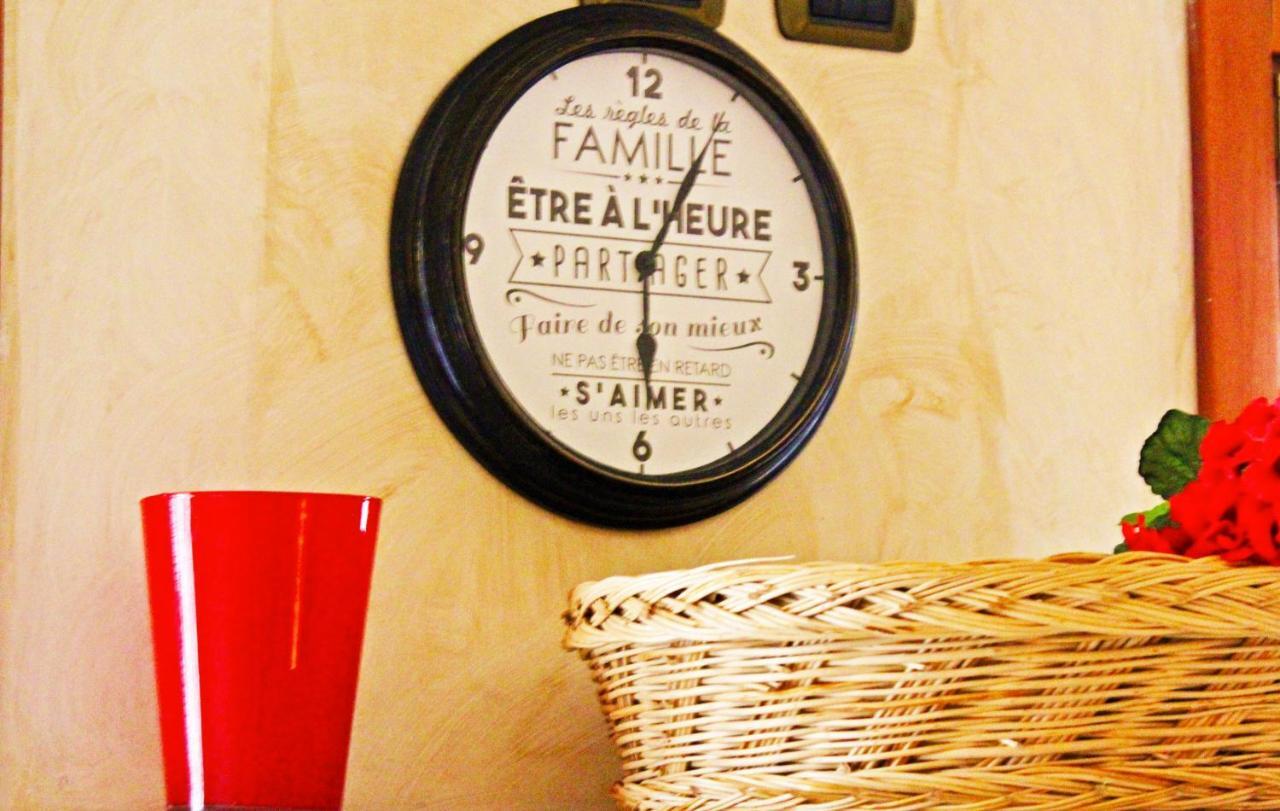 12
Les règles de la
FAMILLE
ÊTRE À L'HEURE
9
PARTAGER
3
Faire de son mieux
NE PAS ÊTRE EN RETARD
S'AIMER
les uns les autres
6